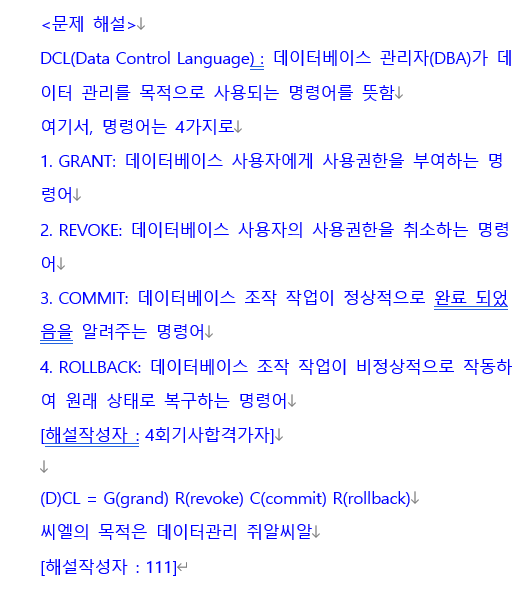 <문제 해설>↓
DCL(Data Control Language) : 데이터베이스 관리자(DBA)가 데
이터 관리를 목적으로 사용되는 명령어를 뜻함↓
여기서, 명령어는 4가지로↓
1. GRANT: 데이터베이스 사용자에게 사용권한을 부여하는 명
령어↓
2. REVOKE: 데이터베이스 사용자의 사용권한을 취소하는 명령
어↓
3. COMMIT: 데이터베이스 조작 작업이 정상적으로 완료 되었
음을 알려주는 명령어↓
4. ROLLBACK: 데이터베이스 조작 작업이 비정상적으로 작동하
여 원래 상태로 복구하는 명령어↓
[해설작성자 : 4회기사합격가자]↓
↓
(D)CL = G(grand) R(revoke) C(commit) R(rollback)↓
씨엘의 목적은 데이터관리 쥐알씨알↓
[해설작성자 : 111]↵